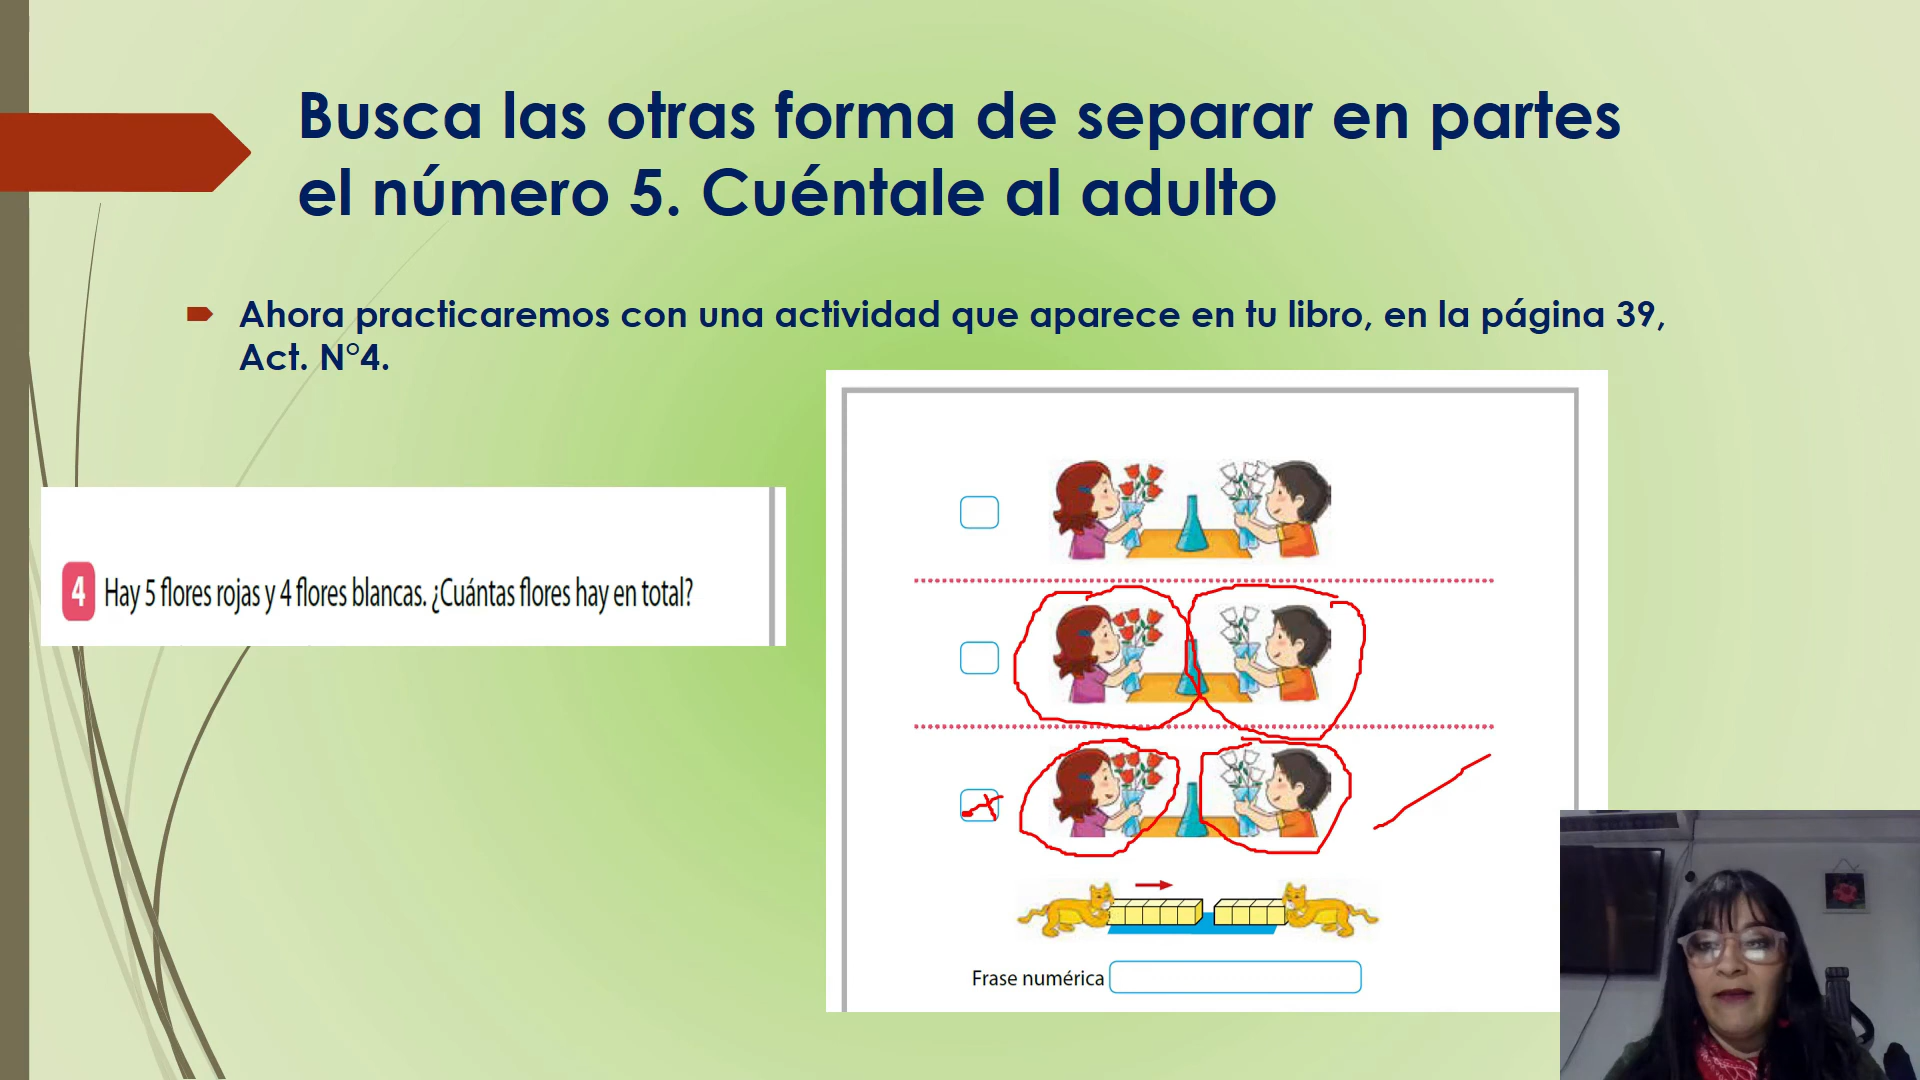 Busca las otras forma de separar en partes
el número 5. Cuéntale al adulto
Ahora practicaremos con una actividad que aparece en tu libro, en la página 39,
Act. N°4.
4 Hay 5 flores rojas y 4 flores blancas. ¿Cuántas flores hay en total?
Frase numérica